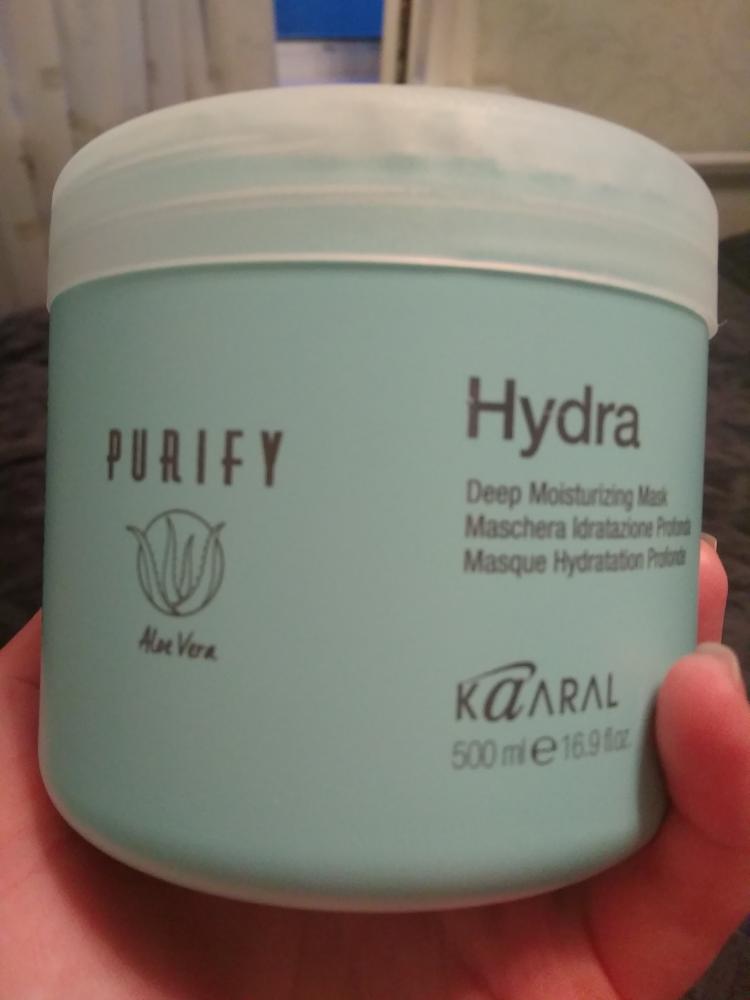 PURIFY
Aloe Vera
Hydra
Deep Moisturizing Mask
Maschera Idratazione Profonda
Masque Hydratation Profonde
KAARAL
500 ml e 16.9 fl.oz.